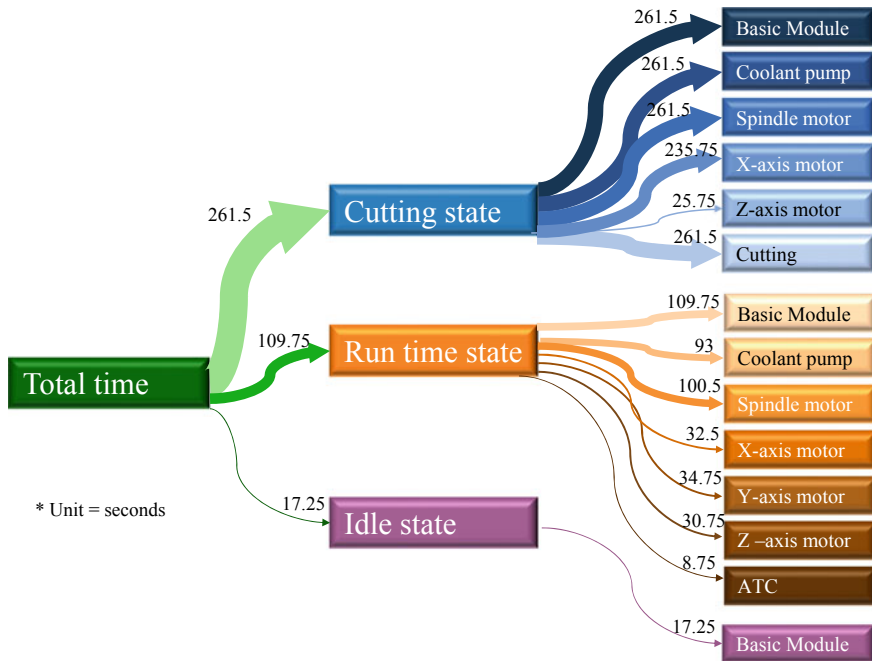 261.5
Basic Module
261.5
Coolant pump
261.5
Spindle motor
235.75
X-axis motor
25.75
Z-axis motor
261.5
Cutting
261.5
Cutting state
109.75
Basic Module
109.75
Run time state
93
Coolant pump
Total time
100.5
Spindle motor
32.5
X-axis motor
34.75
Y-axis motor
* Unit = seconds
17.25
Idle state
30.75
Z –axis motor
8.75
ATC
17.25
Basic Module